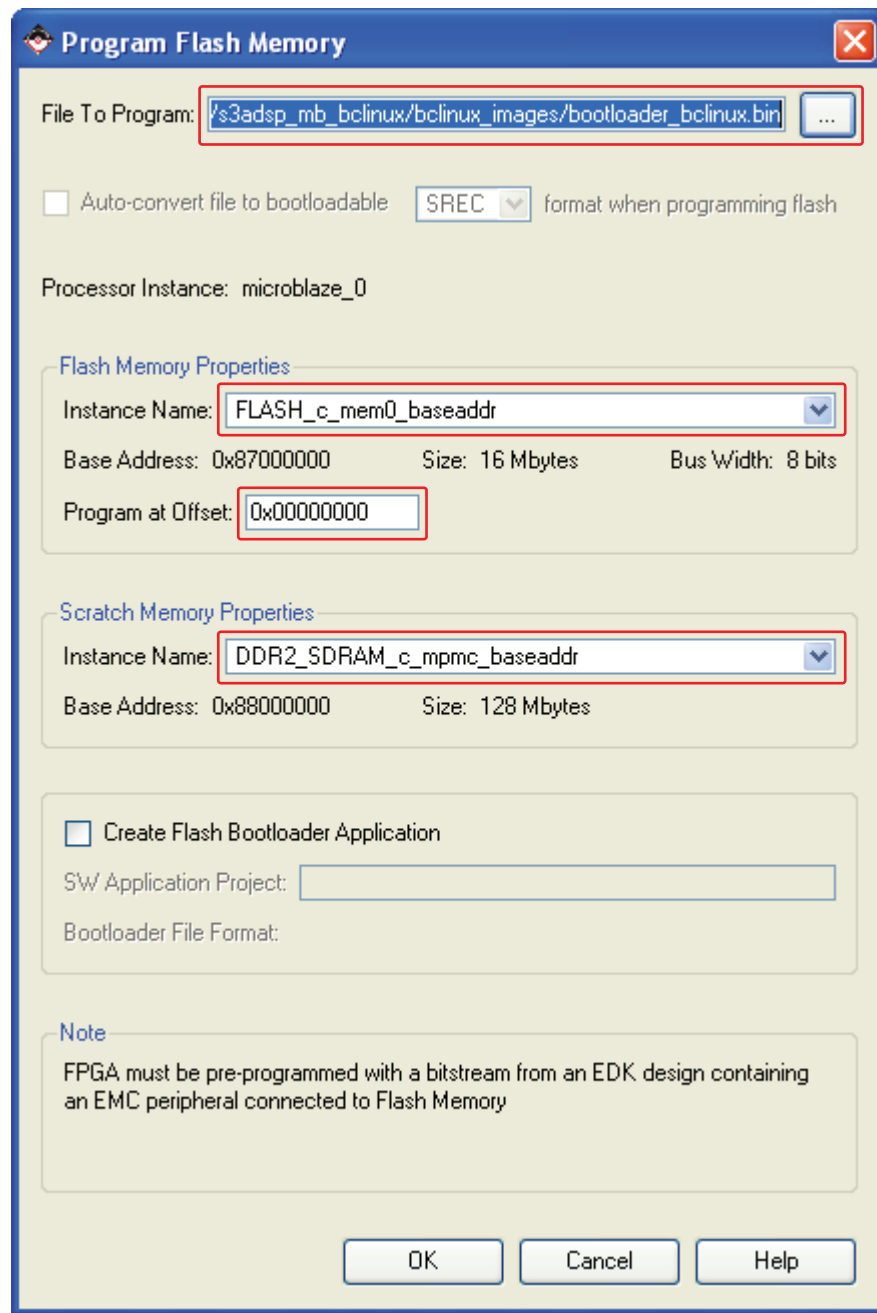 Program Flash Memory
File To Program: /s3adsp_mb_bclinux/bclinux_images/bootloader_bclinux.bin ...
Auto-convert file to bootloadable SREC format when programming flash
Processor Instance: microblaze_0
Flash Memory Properties
Instance Name: FLASH_c_mem0_baseaddr
Base Address: 0x87000000 Size: 16 Mbytes Bus Width: 8 bits
Program at Offset: 0x00000000
Scratch Memory Properties
Instance Name: DDR2_SDRAM_c_mpmc_baseaddr
Base Address: 0x88000000 Size: 128 Mbytes
Create Flash Bootloader Application
SW Application Project:
Bootloader File Format:
Note
FPGA must be pre-programmed with a bitstream from an EDK design containing
an EMC peripheral connected to Flash Memory
OK Cancel Help